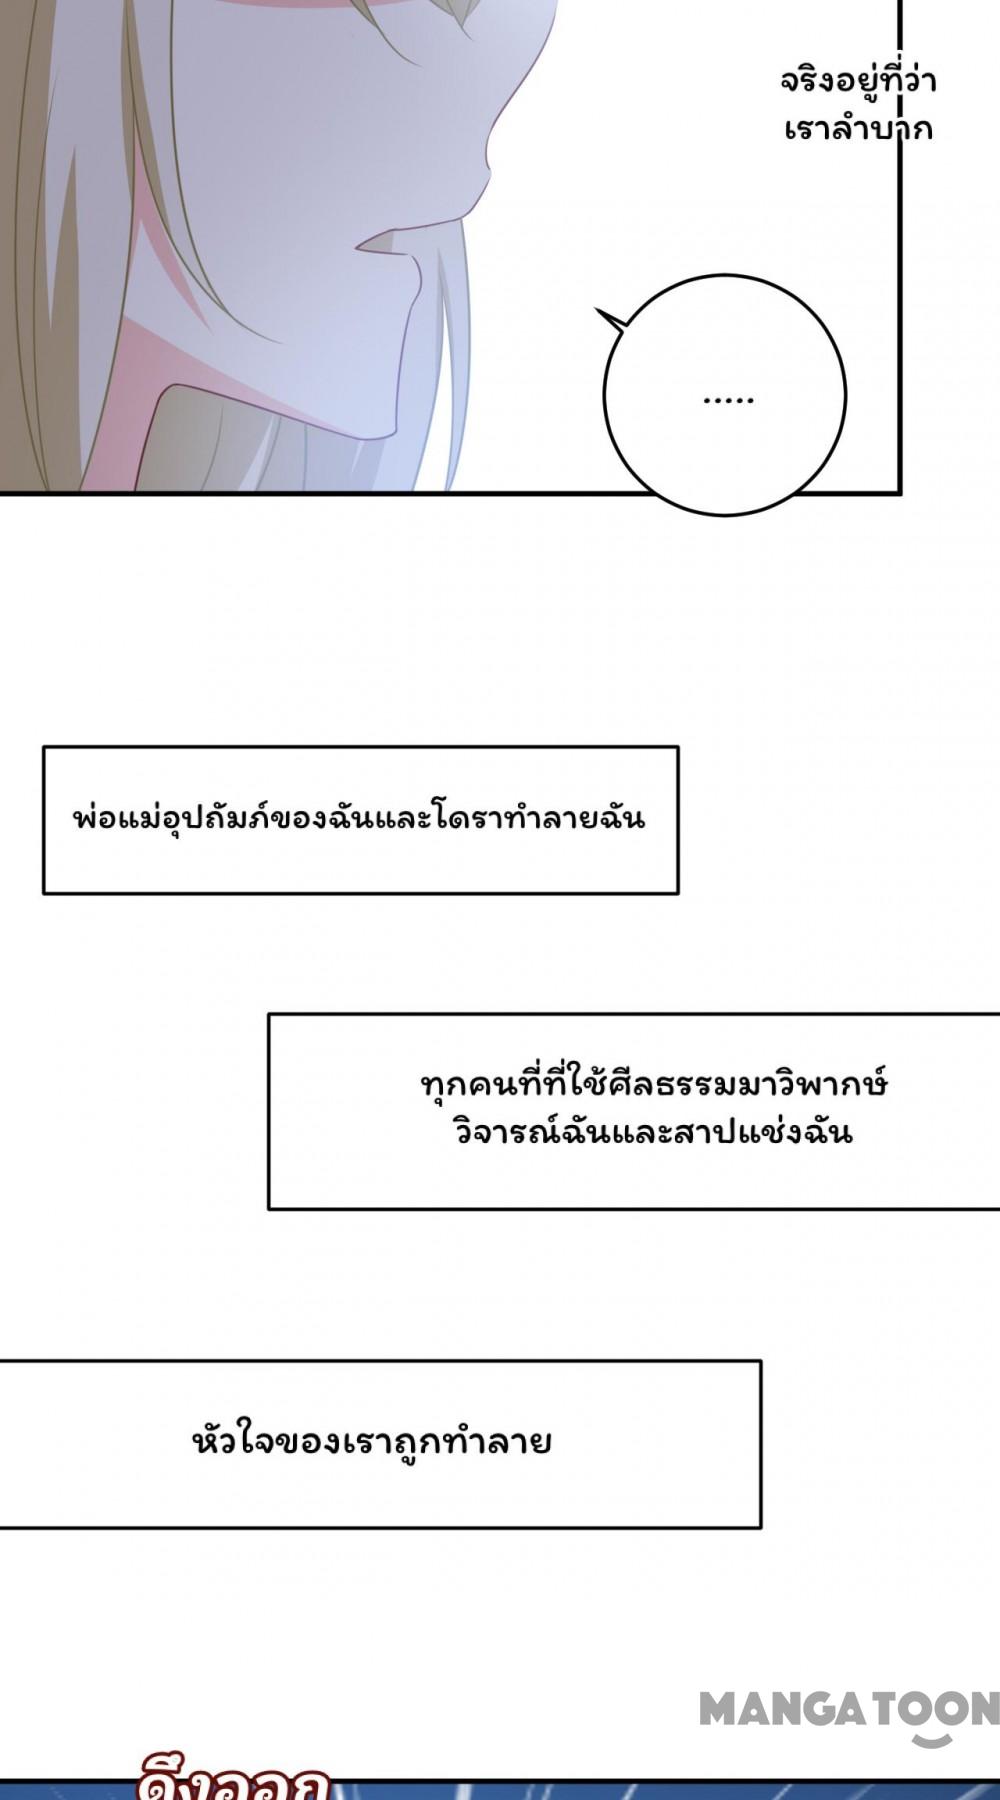 จริงอยู่ที่ว่า
เราลำบาก
.....
พ่อแม่อุปถัมภ์ของฉันและโดราทำลายฉัน
ทุกคนที่ที่ใช้ศีลธรรมมาวิพากษ์
วิจารณ์ฉันและสาปแช่งฉัน
หัวใจของเราถูกทำลาย
MANGATOON
ดึงออก